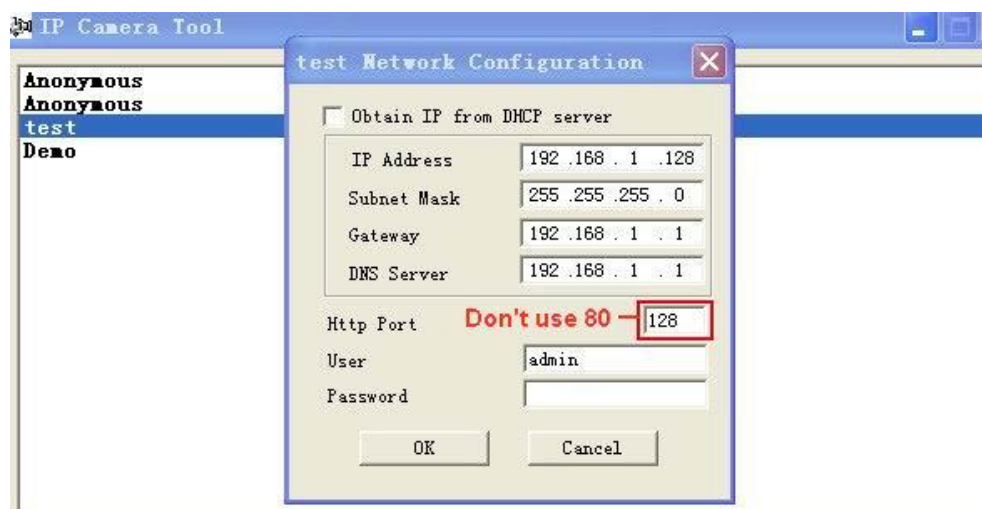 IP Camera Tool
test Network Configuration
Anonymous
Anonymous
test
Demo
Obtain IP from DHCP server
IP Address 192 .168 . 1 .128
Subnet Mask 255 .255 .255 . 0
Gateway 192 .168 . 1 . 1
DNS Server 192 .168 . 1 . 1
Http Port Don't use 80 128
User admin
Password
OK Cancel